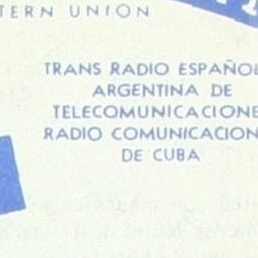 TERN UNION
TRANS RADIO ESPAÑOL
ARGENTINA DE
TELECOMUNICACIONE
RADIO COMUNICACION
DE CUBA